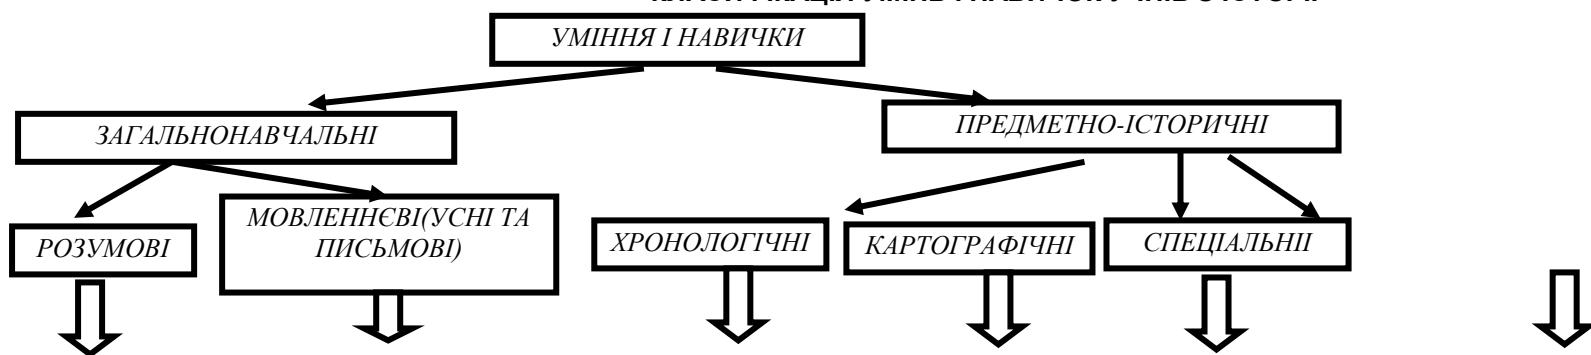 УМІННЯ І НАВИЧКИ
ЗАГАЛЬНОНАВЧАЛЬНІ
ПРЕДМЕТНО-ІСТОРИЧНІ
РОЗУМОВІ
МОВЛЕННЄВІ(УСНІ ТА
ПИСЬМОВІ)
ХРОНОЛОГІЧНІ
КАРТОГРАФІЧНІ
СПЕЦІАЛЬНІІ